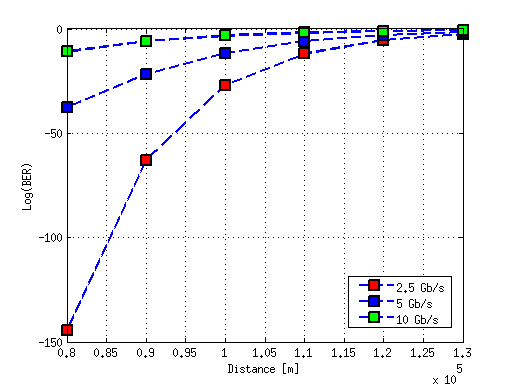 0
-50
-100
-150
Log(BER)
0.8 0.85 0.9 0.95 1 1.05 1.1 1.15 1.2 1.25 1.3
Distance [m]
x 10^5
2.5 Gb/s
5 Gb/s
10 Gb/s